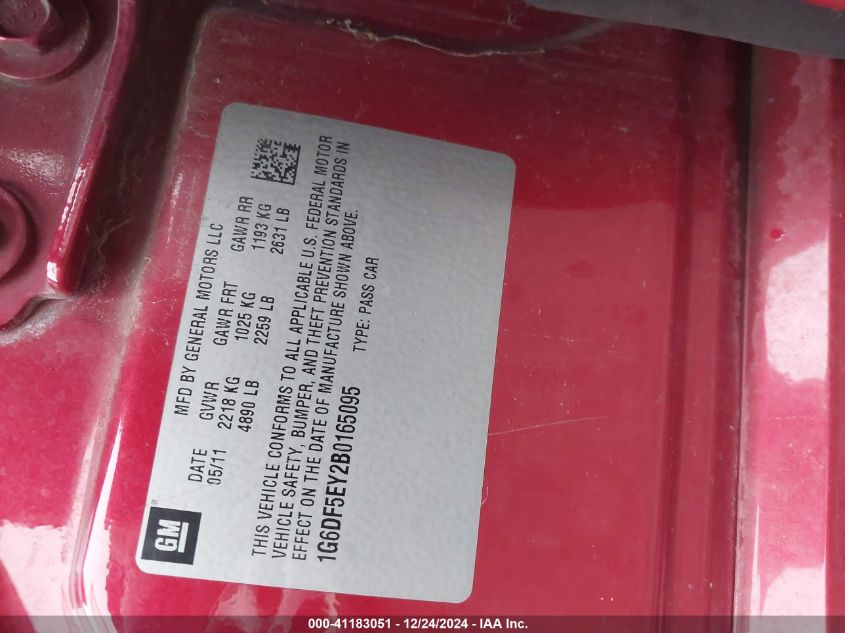 GM®
DATE
05/11
MFD BY GENERAL MOTORS LLC
GVWR GAWR FRT GAWR RR
2218 KG 1025 KG 1193 KG
4890 LB 2259 LB 2631 LB
THIS VEHICLE CONFORMS TO ALL APPLICABLE U.S. FEDERAL MOTOR
VEHICLE SAFETY, BUMPER, AND THEFT PREVENTION STANDARDS IN
EFFECT ON THE DATE OF MANUFACTURE SHOWN ABOVE.
1G6DF5EY2B0165095 TYPE: PASS CAR
000-41183051 - 12/24/2024 - IAA Inc.